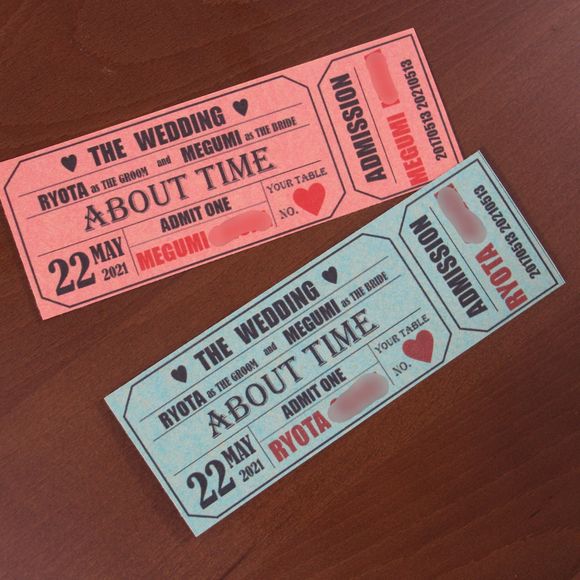 THE WEDDING
RYOTA as THE GROOM and MEGUMI as THE BRIDE
ABOUT TIME
22 MAY 2021
ADMIT ONE
MEGUMI
YOUR TABLE
NO.
ADMISSION
MEGUMI
20170513 20210513
THE WEDDING
RYOTA as THE GROOM and MEGUMI as THE BRIDE
ABOUT TIME
22 MAY 2021
ADMIT ONE
RYOTA
YOUR TABLE
NO.
ADMISSION
RYOTA
20170513 20210513